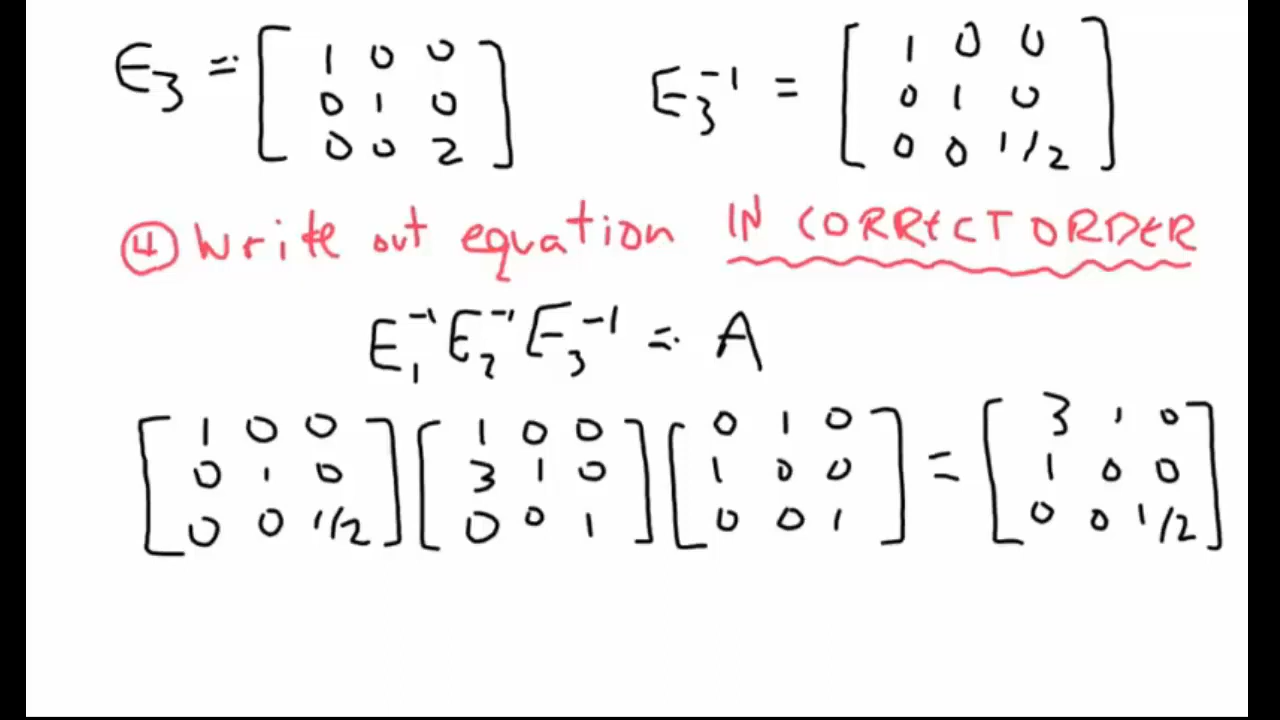 E₃ = [ 1 0 0 ; 0 1 0 ; 0 0 2 ]  E₃⁻¹ = [ 1 0 0 ; 0 1 0 ; 0 0 1/2 ]
④ Write out equation IN CORRECT ORDER
E₁⁻¹ E₂⁻¹ E₃⁻¹ = A
[ 1 0 0 ; 0 1 0 ; 0 0 1/2 ] [ 1 0 0 ; 3 1 0 ; 0 0 1 ] [ 0 1 0 ; 1 0 0 ; 0 0 1 ] = [ 3 1 0 ; 1 0 0 ; 0 0 1/2 ]